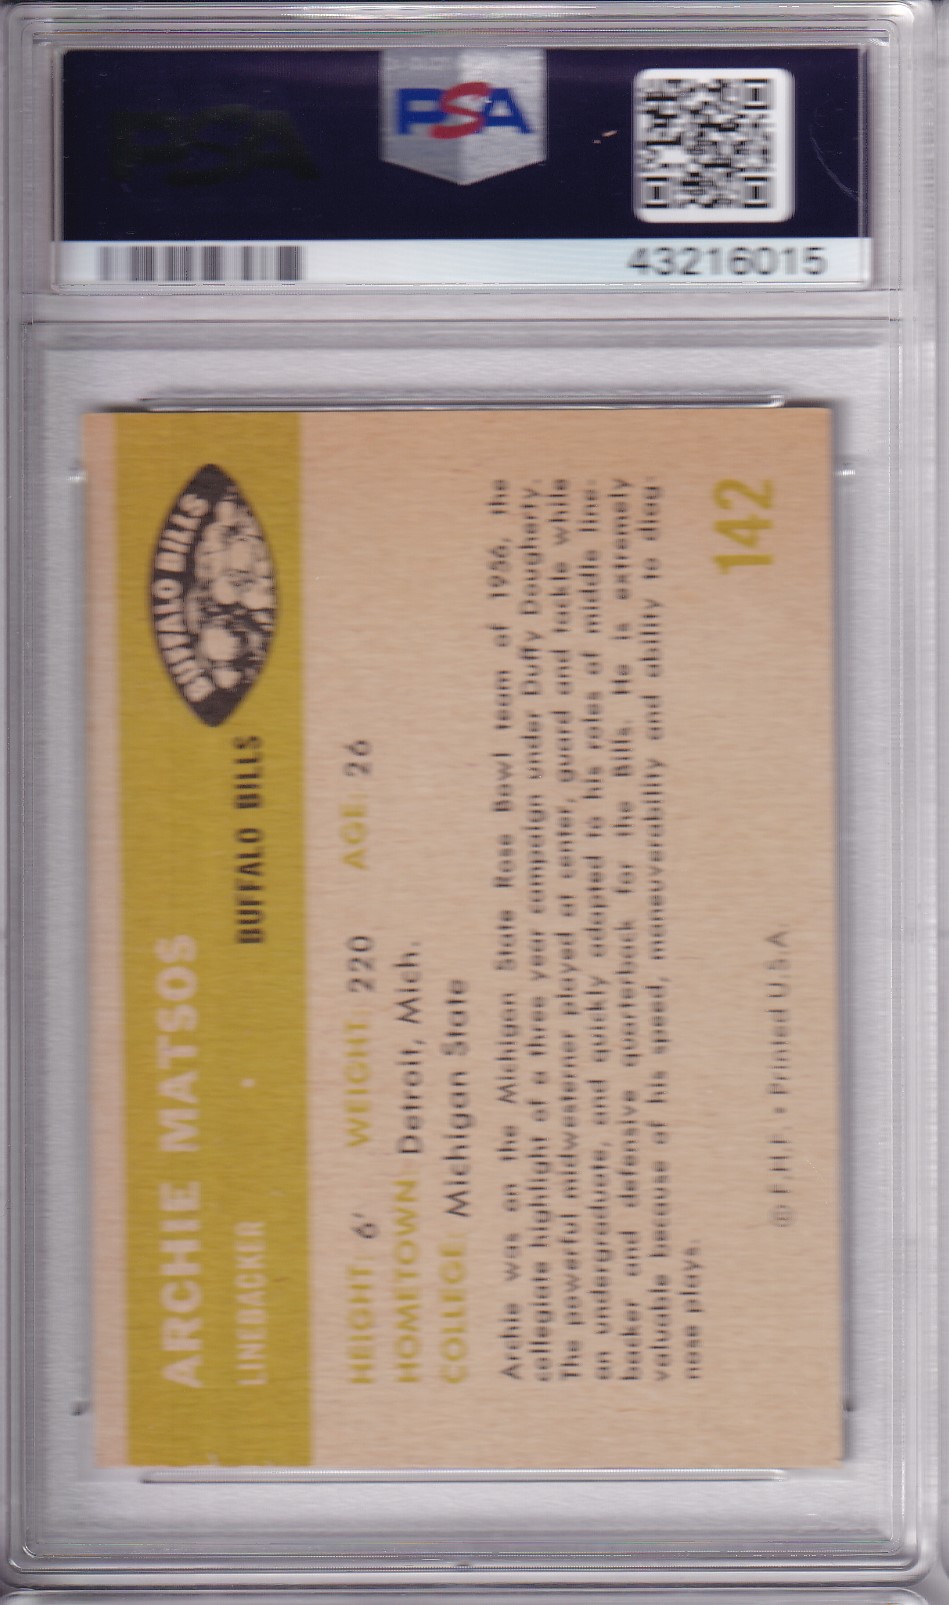 PSA
PSA
43216015
ARCHIE MATSOS
LINEBACKER
BUFFALO BILLS
BUFFALO BILLS
HEIGHT: 6' WEIGHT: 220 AGE: 26
HOMETOWN: Detroit, Mich.
COLLEGE: Michigan State
Archie was on the Michigan State Rose Bowl team of 1956, the
collegiate highlight of a three year campaign under Duffy Dougherty.
The powerful midwesterner played at center, guard and tackle while
an undergraduate, and quickly adapted to his roles of middle line-
backer and defensive quarterback for the Bills. He is extremely
valuable because of his speed, maneuverability and ability to diag-
nose plays.
142
© F.H.F. • Printed U.S.A.